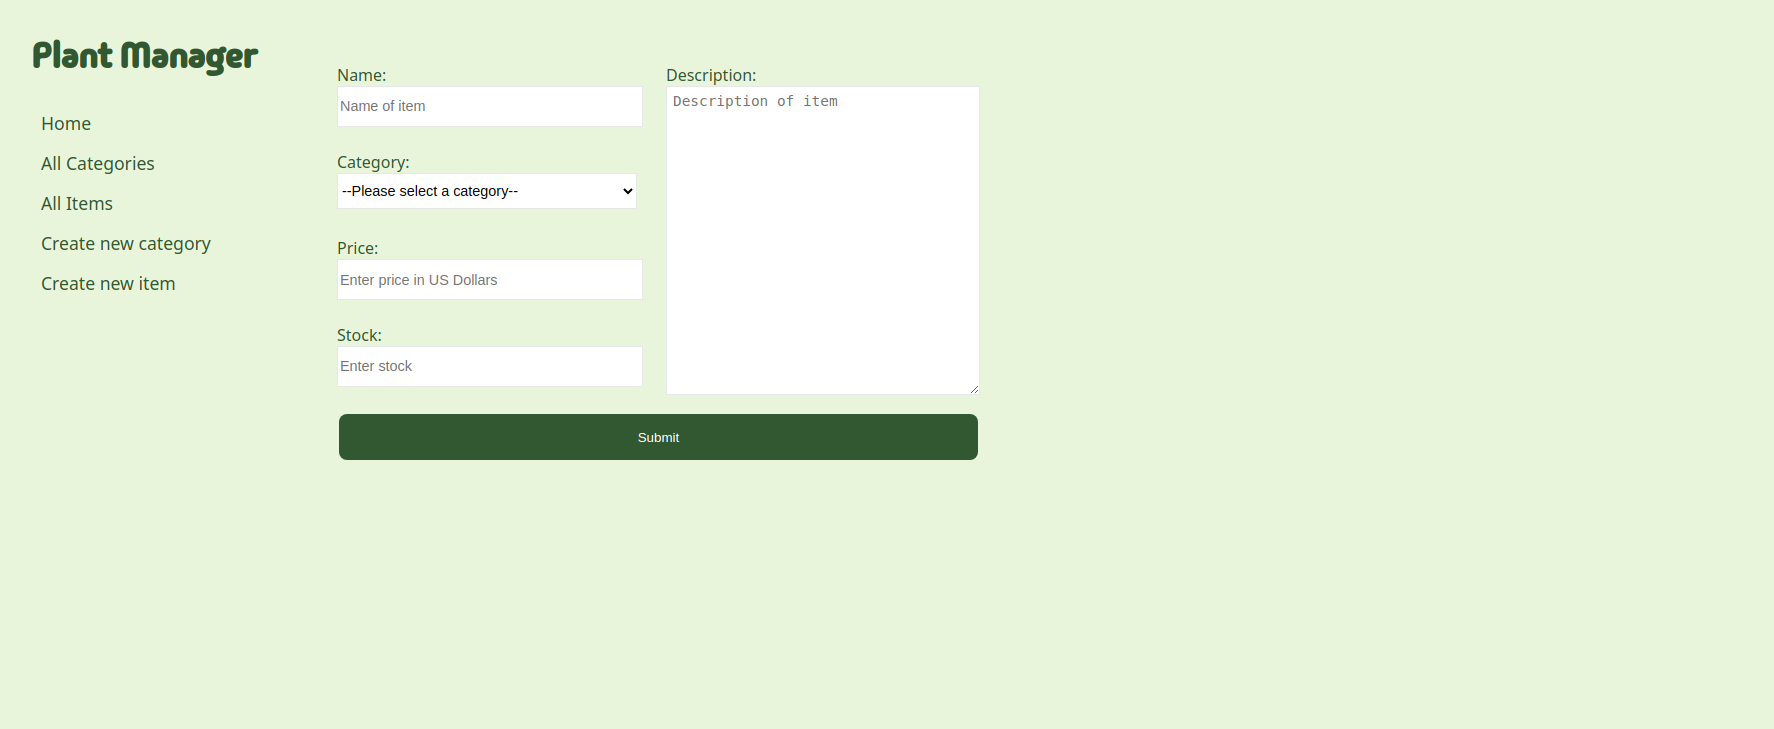 Plant Manager
Home
All Categories
All Items
Create new category
Create new item
Name:
Name of item
Category:
--Please select a category--
Price:
Enter price in US Dollars
Stock:
Enter stock
Description:
Description of item
Submit